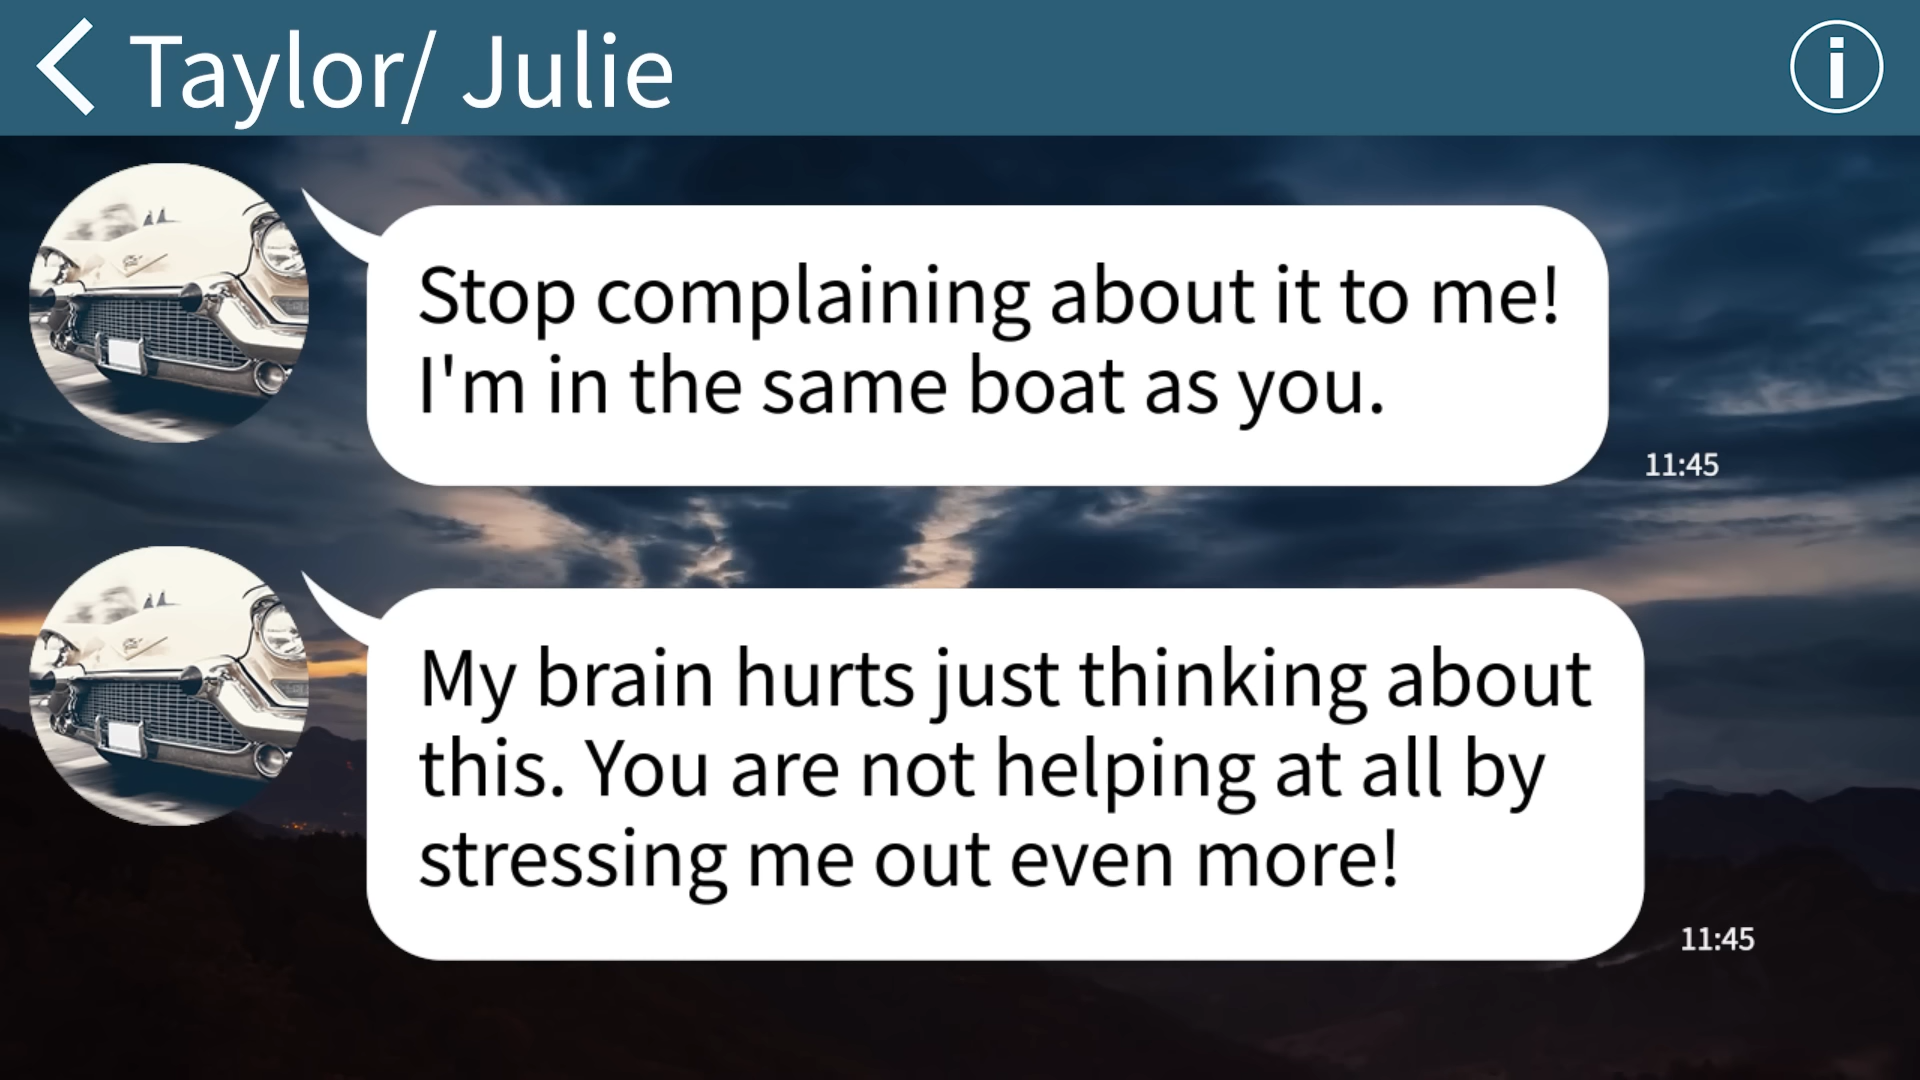 Taylor/ Julie
Stop complaining about it to me!
I'm in the same boat as you.
11:45
My brain hurts just thinking about
this. You are not helping at all by
stressing me out even more!
11:45